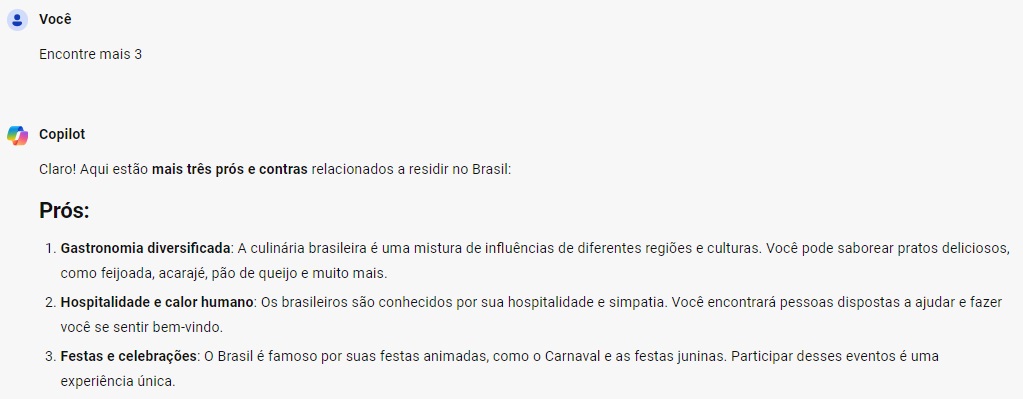 Você
Encontre mais 3
Copilot
Claro! Aqui estão mais três prós e contras relacionados a residir no Brasil:
Prós:
1. Gastronomia diversificada: A culinária brasileira é uma mistura de influências de diferentes regiões e culturas. Você pode saborear pratos deliciosos,
como feijoada, acarajé, pão de queijo e muito mais.
2. Hospitalidade e calor humano: Os brasileiros são conhecidos por sua hospitalidade e simpatia. Você encontrará pessoas dispostas a ajudar e fazer
você se sentir bem-vindo.
3. Festas e celebrações: O Brasil é famoso por suas festas animadas, como o Carnaval e as festas juninas. Participar desses eventos é uma
experiência única.